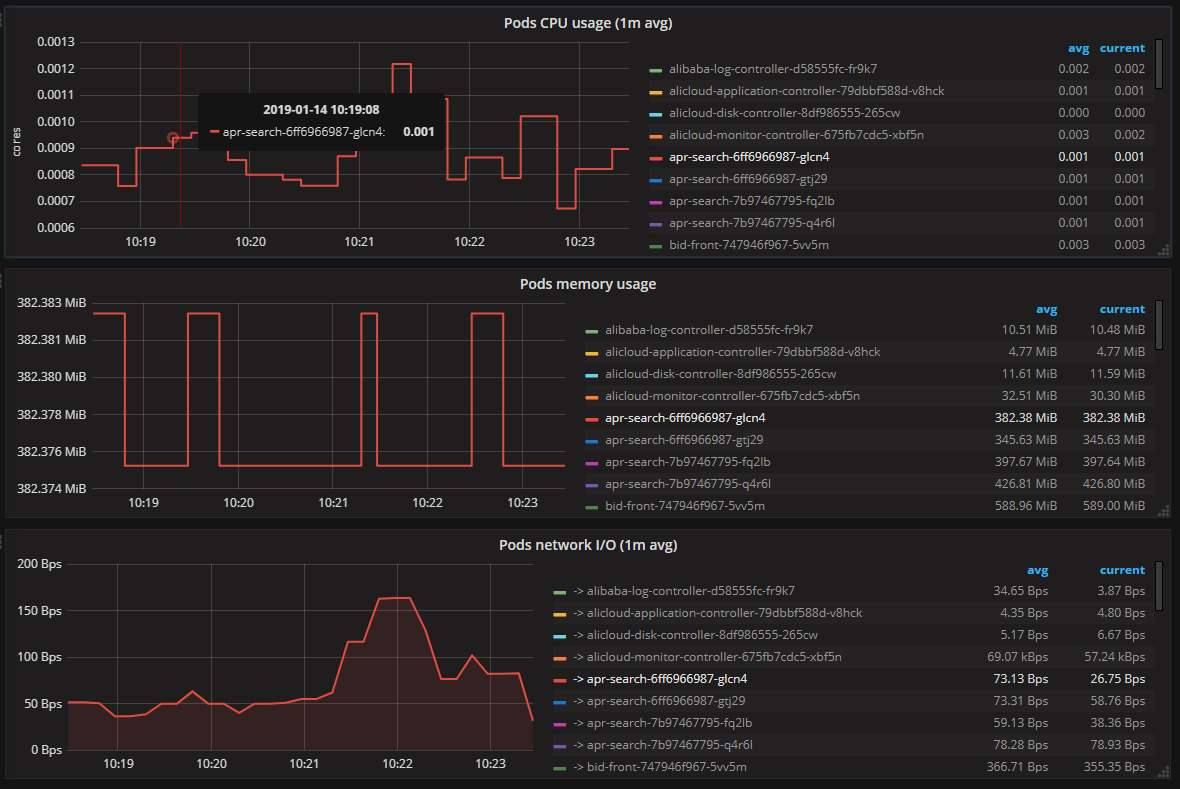 Pods CPU usage (1m avg)
cores
0.0013
0.0012
0.0011
0.0010
0.0009
0.0008
0.0007
0.0006
10:19 10:20 10:21 10:22 10:23
2019-01-14 10:19:08
apr-search-6ff6966987-glcn4: 0.001
avg current
alibaba-log-controller-d58555fc-fr9k7 0.002 0.002
alicloud-application-controller-79dbbf588d-v8hck 0.001 0.001
alicloud-disk-controller-8df986555-265cw 0.000 0.000
alicloud-monitor-controller-675fb7cdc5-xbf5n 0.003 0.002
apr-search-6ff6966987-glcn4 0.001 0.001
apr-search-6ff6966987-gtj29 0.001 0.001
apr-search-7b97467795-fq2lb 0.001 0.001
apr-search-7b97467795-q4r6l 0.001 0.001
bid-front-747946f967-5vv5m 0.003 0.003
Pods memory usage
382.383 MiB
382.381 MiB
382.380 MiB
382.378 MiB
382.376 MiB
382.374 MiB
10:19 10:20 10:21 10:22 10:23
avg current
alibaba-log-controller-d58555fc-fr9k7 10.51 MiB 10.48 MiB
alicloud-application-controller-79dbbf588d-v8hck 4.77 MiB 4.77 MiB
alicloud-disk-controller-8df986555-265cw 11.61 MiB 11.59 MiB
alicloud-monitor-controller-675fb7cdc5-xbf5n 32.51 MiB 30.30 MiB
apr-search-6ff6966987-glcn4 382.38 MiB 382.38 MiB
apr-search-6ff6966987-gtj29 345.63 MiB 345.63 MiB
apr-search-7b97467795-fq2lb 397.67 MiB 397.64 MiB
apr-search-7b97467795-q4r6l 426.81 MiB 426.80 MiB
bid-front-747946f967-5vv5m 588.96 MiB 589.00 MiB
Pods network I/O (1m avg)
200 Bps
150 Bps
100 Bps
50 Bps
0 Bps
10:19 10:20 10:21 10:22 10:23
avg current
-> alibaba-log-controller-d58555fc-fr9k7 34.65 Bps 3.87 Bps
-> alicloud-application-controller-79dbbf588d-v8hck 4.35 Bps 4.80 Bps
-> alicloud-disk-controller-8df986555-265cw 5.17 Bps 6.67 Bps
-> alicloud-monitor-controller-675fb7cdc5-xbf5n 69.07 kBps 57.24 kBps
-> apr-search-6ff6966987-glcn4 73.13 Bps 26.75 Bps
-> apr-search-6ff6966987-gtj29 73.31 Bps 58.76 Bps
-> apr-search-7b97467795-fq2lb 59.13 Bps 38.36 Bps
-> apr-search-7b97467795-q4r6l 78.28 Bps 78.93 Bps
-> bid-front-747946f967-5vv5m 366.71 Bps 355.35 Bps